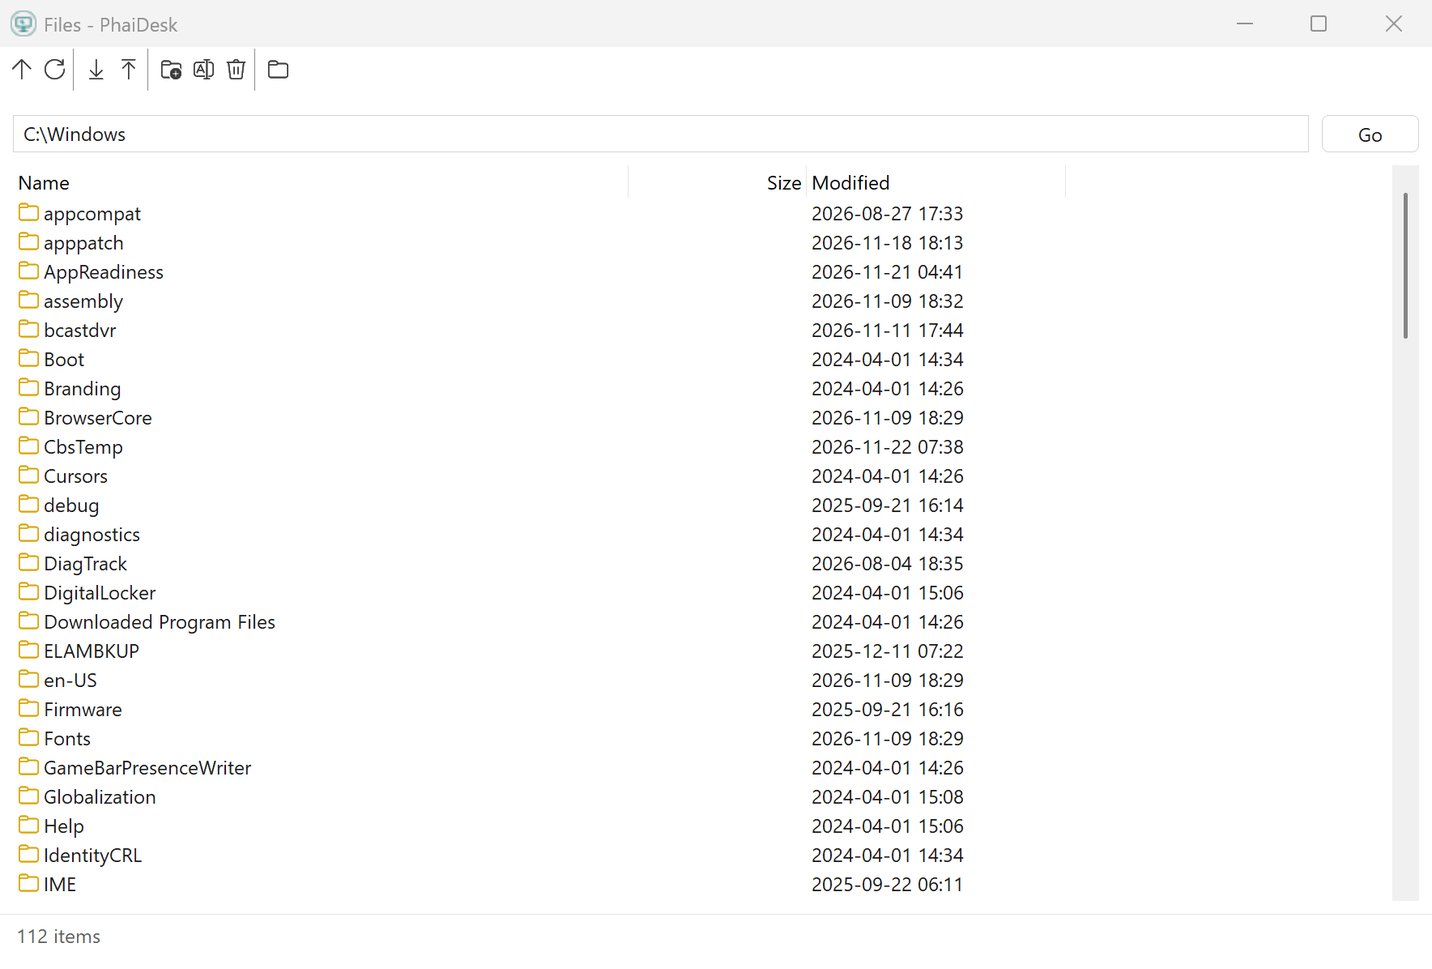 Files - PhaiDesk
C:\Windows
Go
Name Size Modified
appcompat 2026-08-27 17:33
apppatch 2026-11-18 18:13
AppReadiness 2026-11-21 04:41
assembly 2026-11-09 18:32
bcastdvr 2026-11-11 17:44
Boot 2024-04-01 14:34
Branding 2024-04-01 14:26
BrowserCore 2026-11-09 18:29
CbsTemp 2026-11-22 07:38
Cursors 2024-04-01 14:26
debug 2025-09-21 16:14
diagnostics 2024-04-01 14:34
DiagTrack 2026-08-04 18:35
DigitalLocker 2024-04-01 15:06
Downloaded Program Files 2024-04-01 14:26
ELAMBKUP 2025-12-11 07:22
en-US 2026-11-09 18:29
Firmware 2025-09-21 16:16
Fonts 2026-11-09 18:29
GameBarPresenceWriter 2024-04-01 14:26
Globalization 2024-04-01 15:08
Help 2024-04-01 15:06
IdentityCRL 2024-04-01 14:34
IME 2025-09-22 06:11
112 items